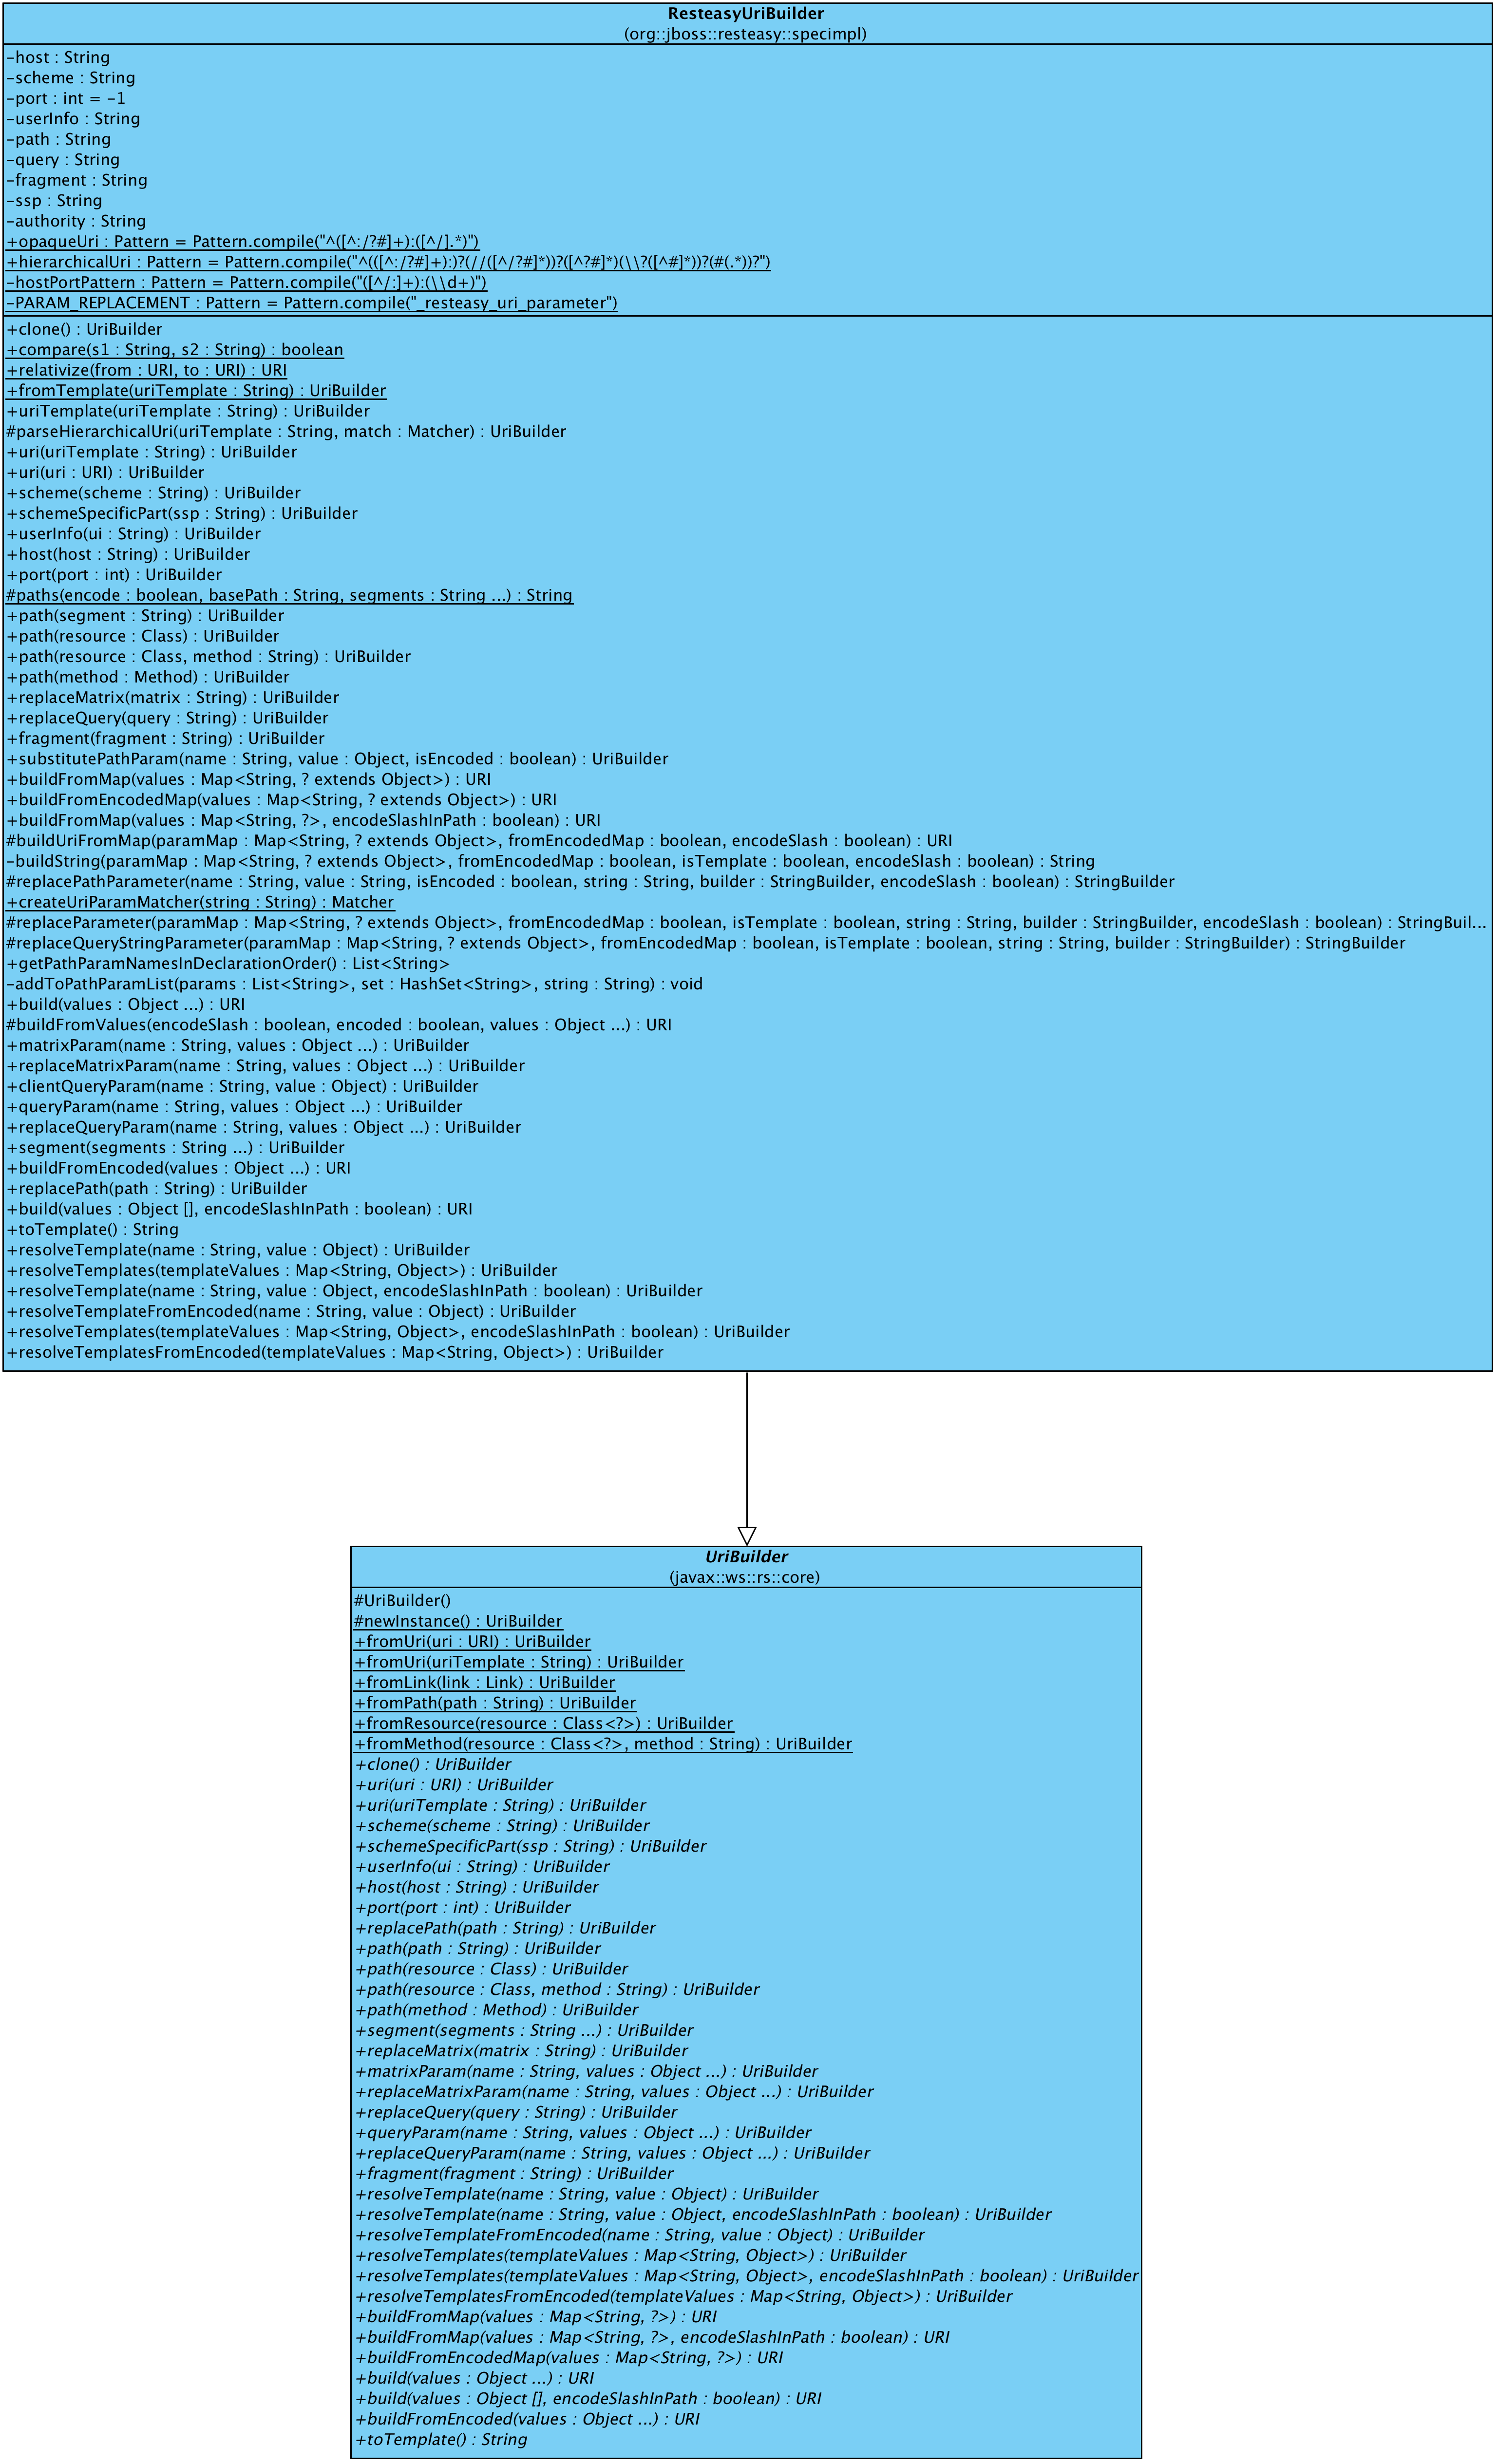 ResteasyUriBuilder
(org::jboss::resteasy::specimpl)
-host : String
-scheme : String
-port : int = -1
-userInfo : String
-path : String
-query : String
-fragment : String
-ssp : String
-authority : String
+opaqueUri : Pattern = Pattern.compile("^([^:/?#]+):([^/].*)")
+hierarchicalUri : Pattern = Pattern.compile("^(([^:/?#]+):)?(//([^/?#]*))?([^?#]*)(\\?([^#]*))?(#(.*))?")
-hostPortPattern : Pattern = Pattern.compile("([^/:]+):(\\d+)")
-PARAM_REPLACEMENT : Pattern = Pattern.compile("_resteasy_uri_parameter")
+clone() : UriBuilder
+compare(s1 : String, s2 : String) : boolean
+relativize(from : URI, to : URI) : URI
+fromTemplate(uriTemplate : String) : UriBuilder
+uriTemplate(uriTemplate : String) : UriBuilder
#parseHierarchicalUri(uriTemplate : String, match : Matcher) : UriBuilder
+uri(uriTemplate : String) : UriBuilder
+uri(uri : URI) : UriBuilder
+scheme(scheme : String) : UriBuilder
+schemeSpecificPart(ssp : String) : UriBuilder
+userInfo(ui : String) : UriBuilder
+host(host : String) : UriBuilder
+port(port : int) : UriBuilder
#paths(encode : boolean, basePath : String, segments : String ...) : String
+path(segment : String) : UriBuilder
+path(resource : Class) : UriBuilder
+path(resource : Class, method : String) : UriBuilder
+path(method : Method) : UriBuilder
+replaceMatrix(matrix : String) : UriBuilder
+replaceQuery(query : String) : UriBuilder
+fragment(fragment : String) : UriBuilder
+substitutePathParam(name : String, value : Object, isEncoded : boolean) : UriBuilder
+buildFromMap(values : Map<String, ? extends Object>) : URI
+buildFromEncodedMap(values : Map<String, ? extends Object>) : URI
+buildFromMap(values : Map<String, ?>, encodeSlashInPath : boolean) : URI
#buildUriFromMap(paramMap : Map<String, ? extends Object>, fromEncodedMap : boolean, encodeSlash : boolean) : URI
-buildString(paramMap : Map<String, ? extends Object>, fromEncodedMap : boolean, isTemplate : boolean, encodeSlash : boolean) : String
#replacePathParameter(name : String, value : String, isEncoded : boolean, string : String, builder : StringBuilder, encodeSlash : boolean) : StringBuilder
+createUriParamMatcher(string : String) : Matcher
#replaceParameter(paramMap : Map<String, ? extends Object>, fromEncodedMap : boolean, isTemplate : boolean, string : String, builder : StringBuilder, encodeSlash : boolean) : StringBuil...
#replaceQueryStringParameter(paramMap : Map<String, ? extends Object>, fromEncodedMap : boolean, isTemplate : boolean, string : String, builder : StringBuilder) : StringBuilder
+getPathParamNamesInDeclarationOrder() : List<String>
-addToPathParamList(params : List<String>, set : HashSet<String>, string : String) : void
+build(values : Object ...) : URI
#buildFromValues(encodeSlash : boolean, encoded : boolean, values : Object ...) : URI
+matrixParam(name : String, values : Object ...) : UriBuilder
+replaceMatrixParam(name : String, values : Object ...) : UriBuilder
+clientQueryParam(name : String, value : Object) : UriBuilder
+queryParam(name : String, values : Object ...) : UriBuilder
+replaceQueryParam(name : String, values : Object ...) : UriBuilder
+segment(segments : String ...) : UriBuilder
+buildFromEncoded(values : Object ...) : URI
+replacePath(path : String) : UriBuilder
+build(values : Object [], encodeSlashInPath : boolean) : URI
+toTemplate() : String
+resolveTemplate(name : String, value : Object) : UriBuilder
+resolveTemplates(templateValues : Map<String, Object>) : UriBuilder
+resolveTemplate(name : String, value : Object, encodeSlashInPath : boolean) : UriBuilder
+resolveTemplateFromEncoded(name : String, value : Object) : UriBuilder
+resolveTemplates(templateValues : Map<String, Object>, encodeSlashInPath : boolean) : UriBuilder
+resolveTemplatesFromEncoded(templateValues : Map<String, Object>) : UriBuilder
UriBuilder
(javax::ws::rs::core)
#UriBuilder()
#newInstance() : UriBuilder
+fromUri(uri : URI) : UriBuilder
+fromUri(uriTemplate : String) : UriBuilder
+fromLink(link : Link) : UriBuilder
+fromPath(path : String) : UriBuilder
+fromResource(resource : Class<?>) : UriBuilder
+fromMethod(resource : Class<?>, method : String) : UriBuilder
+clone() : UriBuilder
+uri(uri : URI) : UriBuilder
+uri(uriTemplate : String) : UriBuilder
+scheme(scheme : String) : UriBuilder
+schemeSpecificPart(ssp : String) : UriBuilder
+userInfo(ui : String) : UriBuilder
+host(host : String) : UriBuilder
+port(port : int) : UriBuilder
+replacePath(path : String) : UriBuilder
+path(path : String) : UriBuilder
+path(resource : Class) : UriBuilder
+path(resource : Class, method : String) : UriBuilder
+path(method : Method) : UriBuilder
+segment(segments : String ...) : UriBuilder
+replaceMatrix(matrix : String) : UriBuilder
+matrixParam(name : String, values : Object ...) : UriBuilder
+replaceMatrixParam(name : String, values : Object ...) : UriBuilder
+replaceQuery(query : String) : UriBuilder
+queryParam(name : String, values : Object ...) : UriBuilder
+replaceQueryParam(name : String, values : Object ...) : UriBuilder
+fragment(fragment : String) : UriBuilder
+resolveTemplate(name : String, value : Object) : UriBuilder
+resolveTemplate(name : String, value : Object, encodeSlashInPath : boolean) : UriBuilder
+resolveTemplateFromEncoded(name : String, value : Object) : UriBuilder
+resolveTemplates(templateValues : Map<String, Object>) : UriBuilder
+resolveTemplates(templateValues : Map<String, Object>, encodeSlashInPath : boolean) : UriBuilder
+resolveTemplatesFromEncoded(templateValues : Map<String, Object>) : UriBuilder
+buildFromMap(values : Map<String, ?>) : URI
+buildFromMap(values : Map<String, ?>, encodeSlashInPath : boolean) : URI
+buildFromEncodedMap(values : Map<String, ?>) : URI
+build(values : Object ...) : URI
+build(values : Object [], encodeSlashInPath : boolean) : URI
+buildFromEncoded(values : Object ...) : URI
+toTemplate() : String